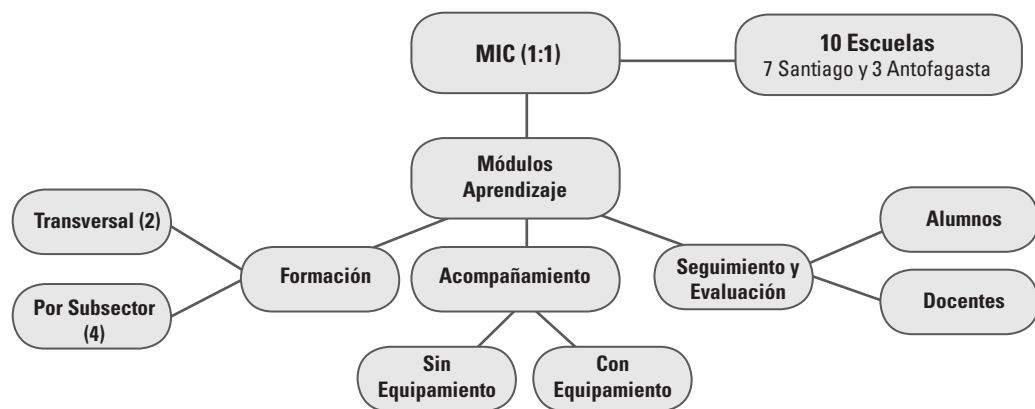 MIC (1:1)
10 Escuelas
7 Santiago y 3 Antofagasta
Módulos
Aprendizaje
Transversal (2)
Por Subsector
(4)
Formación
Acompañamiento
Seguimiento y
Evaluación
Alumnos
Docentes
Sin
Equipamiento
Con
Equipamiento